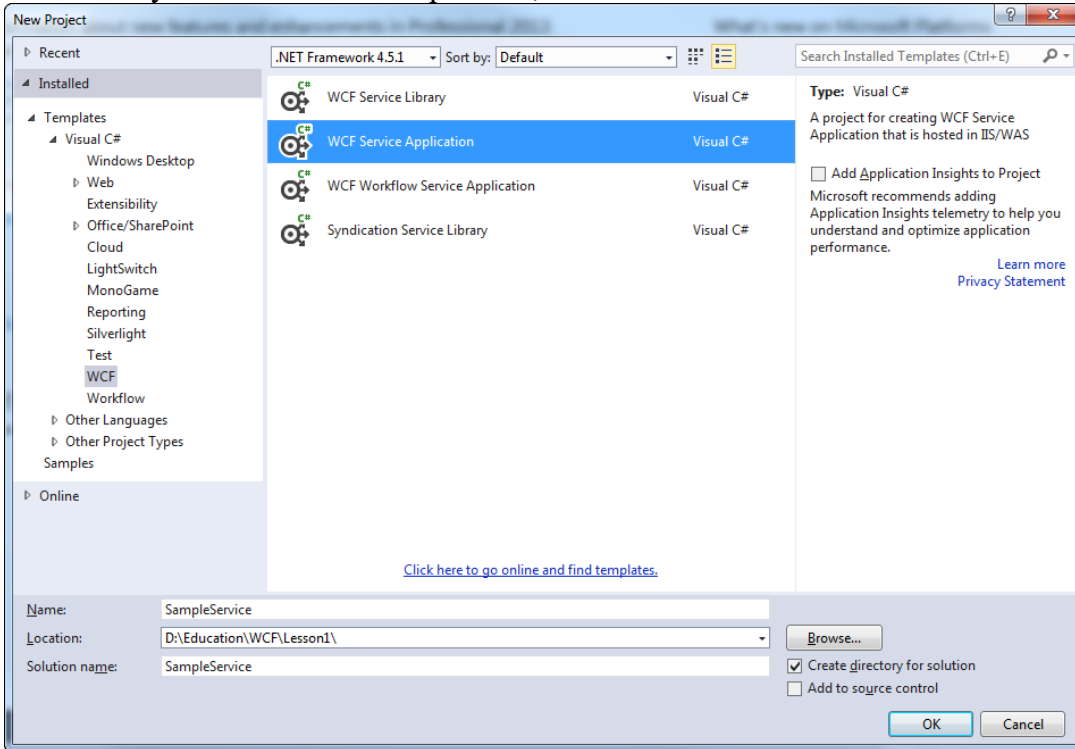 New Project
Recent
Installed
Templates
Visual C#
Windows Desktop
Web
Extensibility
Office/SharePoint
Cloud
LightSwitch
MonoGame
Reporting
Silverlight
Test
WCF
Workflow
Other Languages
Other Project Types
Samples
Online
.NET Framework 4.5.1 Sort by: Default
C# WCF Service Library Visual C#
C# WCF Service Application Visual C#
C# WCF Workflow Service Application Visual C#
C# Syndication Service Library Visual C#
Click here to go online and find templates.
Search Installed Templates (Ctrl+E)
Type: Visual C#
A project for creating WCF Service
Application that is hosted in IIS/WAS
Add Application Insights to Project
Microsoft recommends adding
Application Insights telemetry to help you
understand and optimize application
performance.
Learn more
Privacy Statement
Name: SampleService
Location: D:\Education\WCF\Lesson1\ Browse...
Solution name: SampleService
Create directory for solution
Add to source control
OK Cancel